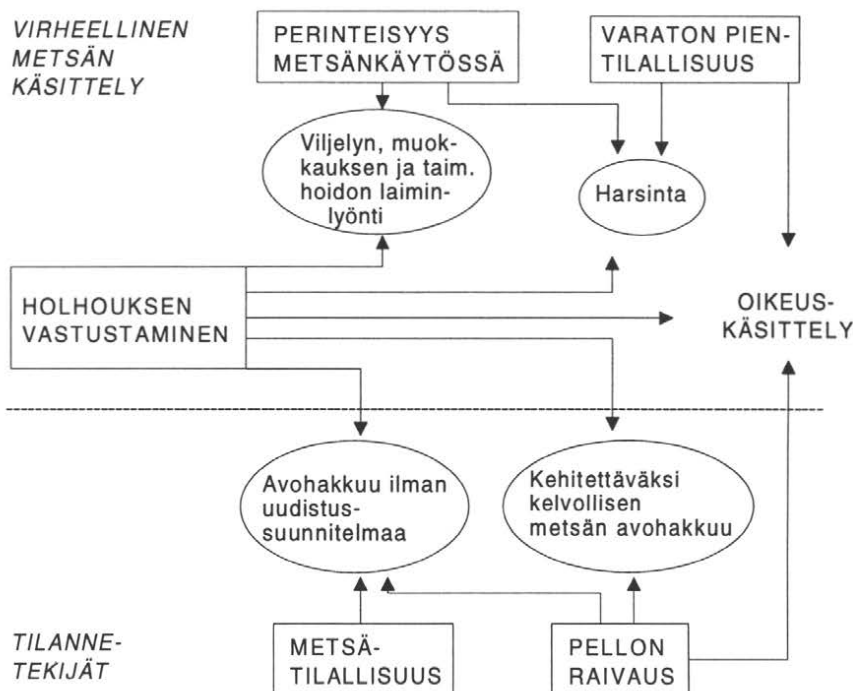 VIRHEELLINEN
METSÄN
KÄSITTELY
PERINTEISYYS
METSÄNKÄYTÖSSÄ
VARATON PIEN-
TILALLISUUS
Viljelyn, muok-
kauksen ja taim.
hoidon laimin-
lyönti
Harsinta
HOLHOUKSEN
VASTUSTAMINEN
OIKEUS-
KÄSITTELY
Avohakkuu ilman
uudistus-
suunnitelmaa
Kehitettäväksi
kelvollisen
metsän avohakkuu
TILANNE-
TEKIJÄT
METSÄ-
TILALLISUUS
PELLON
RAIVAUS